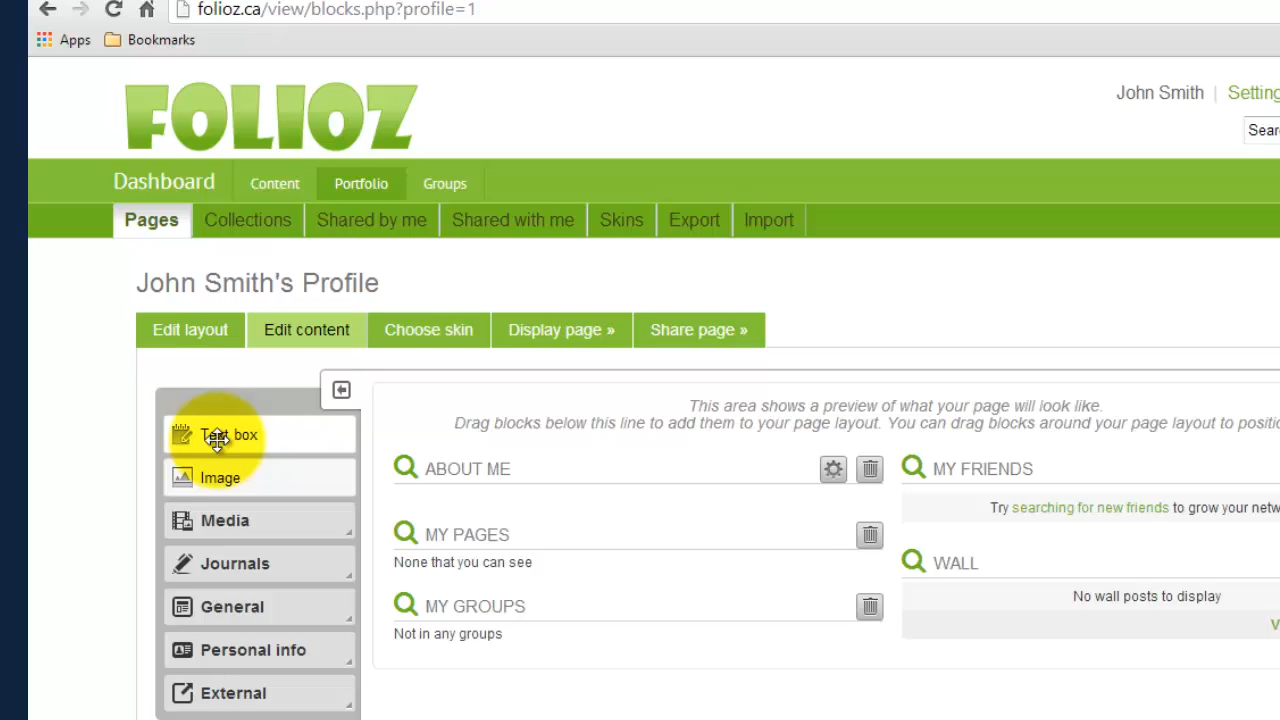 folioz.ca/view/blocks.php?profile=1
Apps Bookmarks
FOLIOZ
John Smith | Setting
Sear
Dashboard Content Portfolio Groups
Pages Collections Shared by me Shared with me Skins Export Import
John Smith's Profile
Edit layout Edit content Choose skin Display page » Share page »
This area shows a preview of what your page will look like.
Drag blocks below this line to add them to your page layout. You can drag blocks around your page layout to positio
Text box
Image
Media
Journals
General
Personal info
External
ABOUT ME
MY PAGES
None that you can see
MY GROUPS
Not in any groups
MY FRIENDS
Try searching for new friends to grow your netw
WALL
No wall posts to display
V